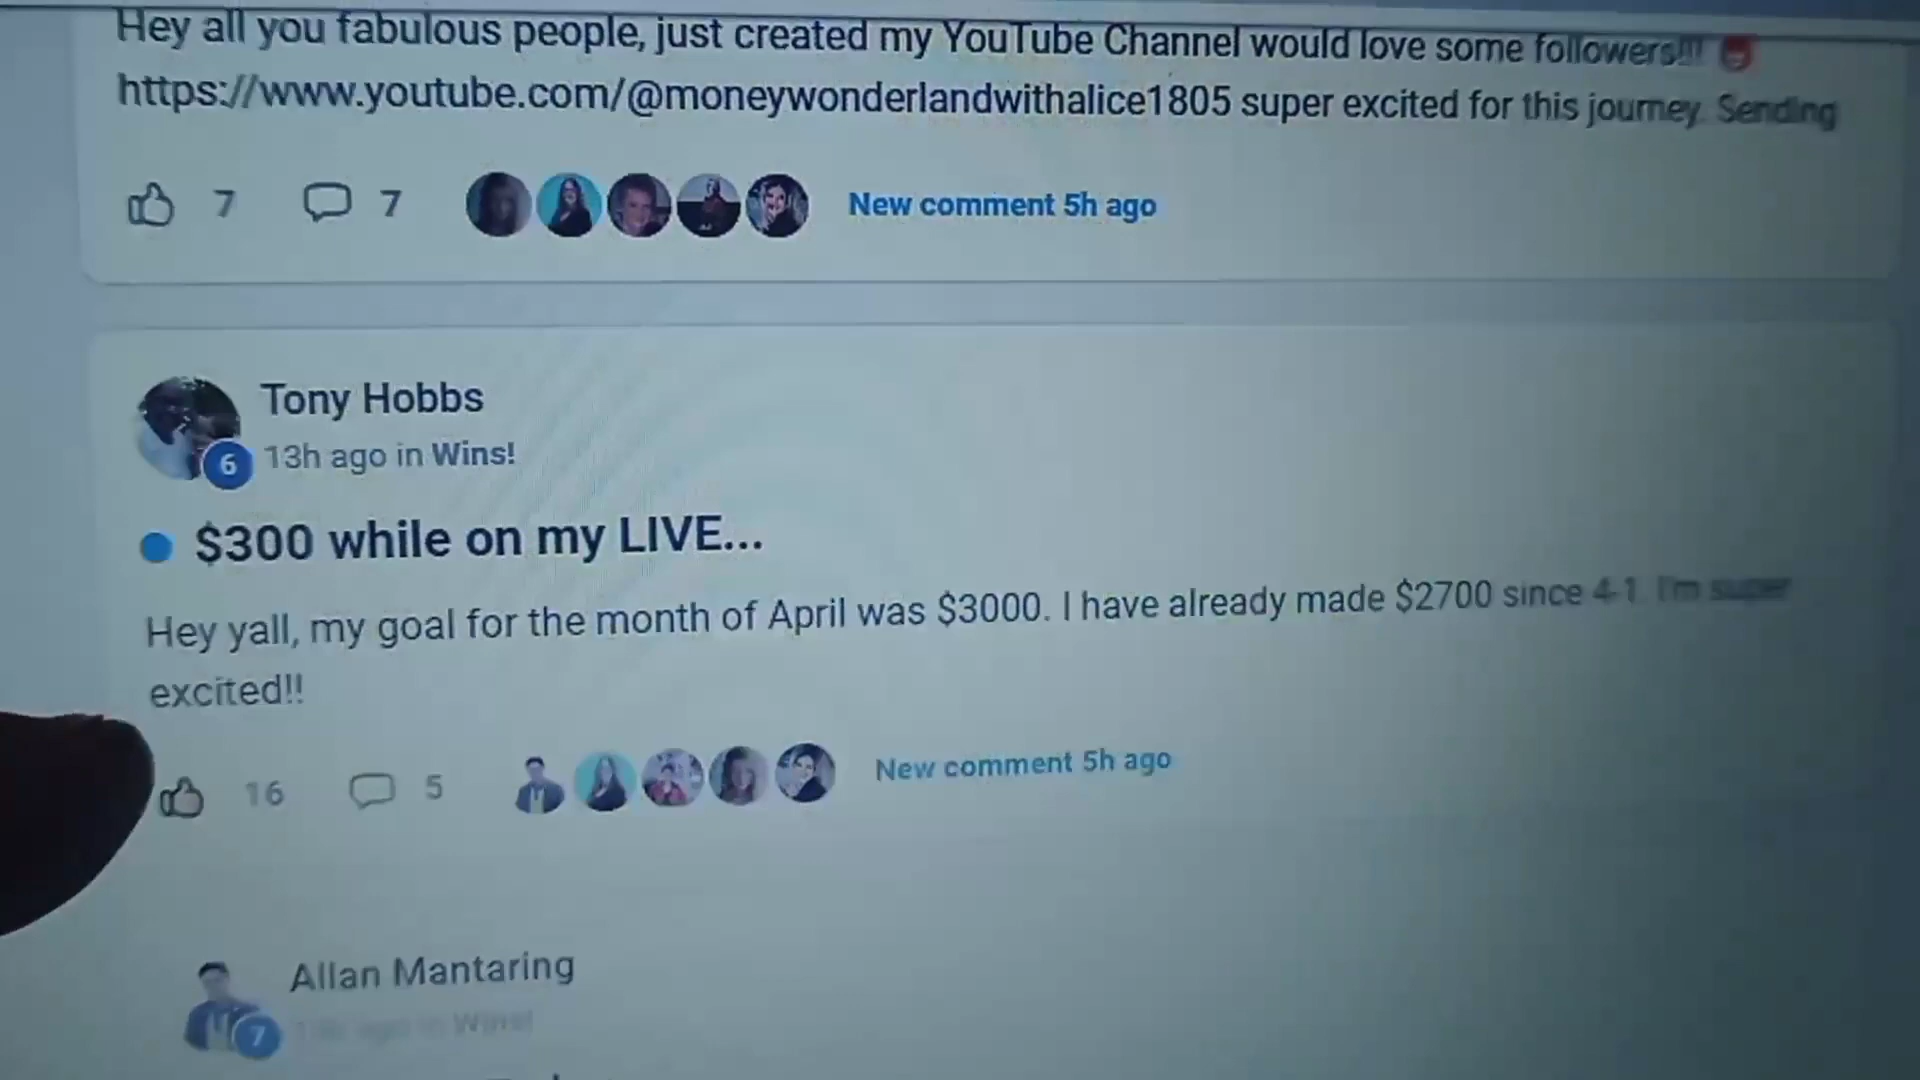 Hey all you fabulous people, just created my YouTube Channel would love some followers!!!
https://www.youtube.com/@moneywonderlandwithalice1805 super excited for this journey. Sending
7 7 New comment 5h ago
Tony Hobbs
6 13h ago in Wins!
$300 while on my LIVE...
Hey yall, my goal for the month of April was $3000. I have already made $2700 since 4-1. I'm super
excited!!
16 5 New comment 5h ago
Allan Mantaring
7 ago in Wins!